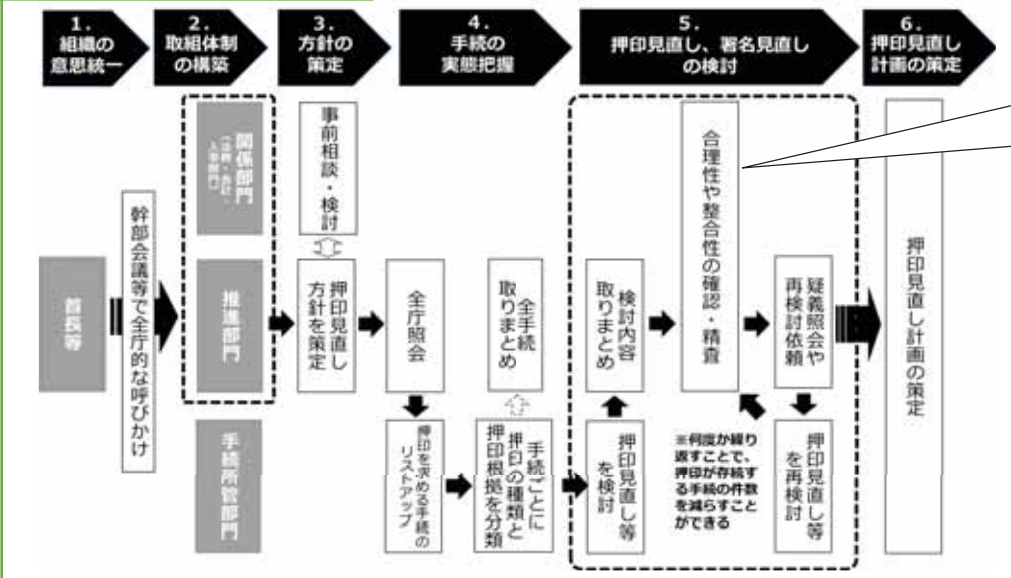 1.
組織の
意思統一
2.
取組体制
の構築
3.
方針の
策定
4.
手続の
実態把握
5.
押印見直し、署名見直し
の検討
6.
押印見直し
計画の策定
首長等
幹部会議等で全庁的な呼びかけ
関係部門
推進部門
手続所管部門
事前相談・検討
押印見直し
方針を策定
全庁照会
押印を求める手続の
リストアップ
全手続
取りまとめ
手続ごとに
押印の種類と
押印根拠を分類
検討内容
取りまとめ
押印見直し等
を検討
合理性や整合性の確認・精査
疑義照会や
再検討依頼
押印見直し等
を再検討
※何度か繰り
返すことで、
押印が存続す
る手続の件数
を減らすこと
ができる
押印見直し計画の策定